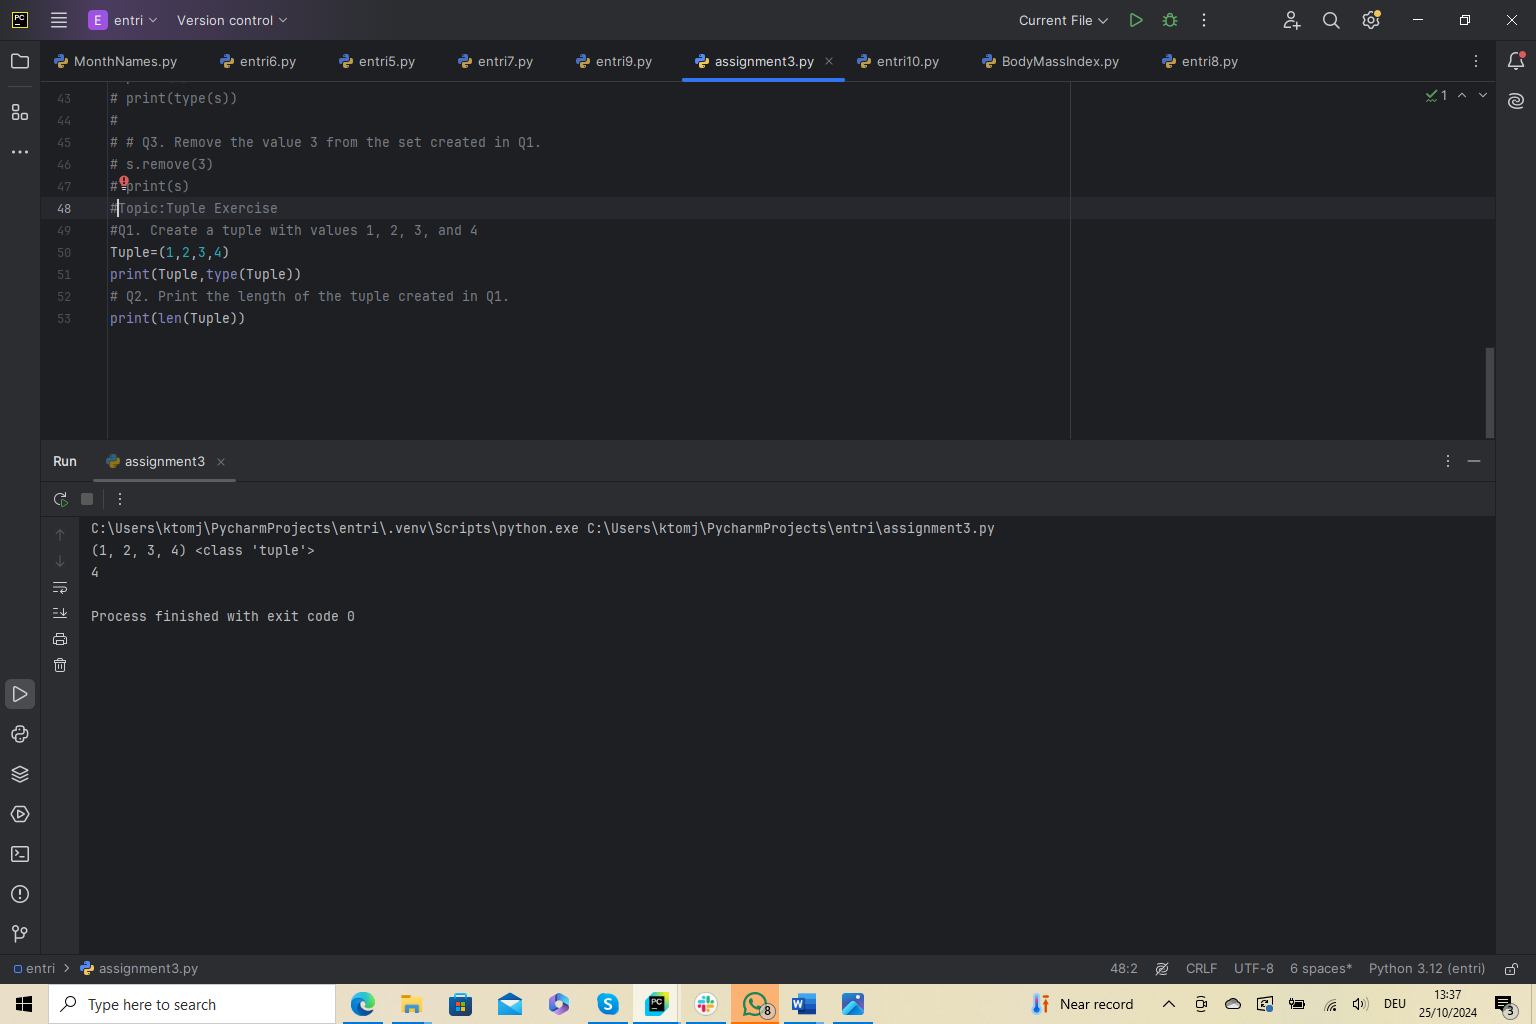 PC E entri Version control Current File
MonthNames.py entri6.py entri5.py entri7.py entri9.py assignment3.py entri10.py BodyMassIndex.py entri8.py
43 # print(type(s)) 1
44 #
45 # # Q3. Remove the value 3 from the set created in Q1.
46 # s.remove(3)
47 # print(s)
48 #Topic:Tuple Exercise
49 #Q1. Create a tuple with values 1, 2, 3, and 4
50 Tuple=(1,2,3,4)
51 print(Tuple,type(Tuple))
52 # Q2. Print the length of the tuple created in Q1.
53 print(len(Tuple))
Run assignment3
C:\Users\ktomj\PycharmProjects\entri\.venv\Scripts\python.exe C:\Users\ktomj\PycharmProjects\entri\assignment3.py
(1, 2, 3, 4) <class 'tuple'>
4
Process finished with exit code 0
entri > assignment3.py 48:2 CRLF UTF-8 6 spaces* Python 3.12 (entri)
Type here to search PC 8 Near record DEU 13:37
25/10/2024 3